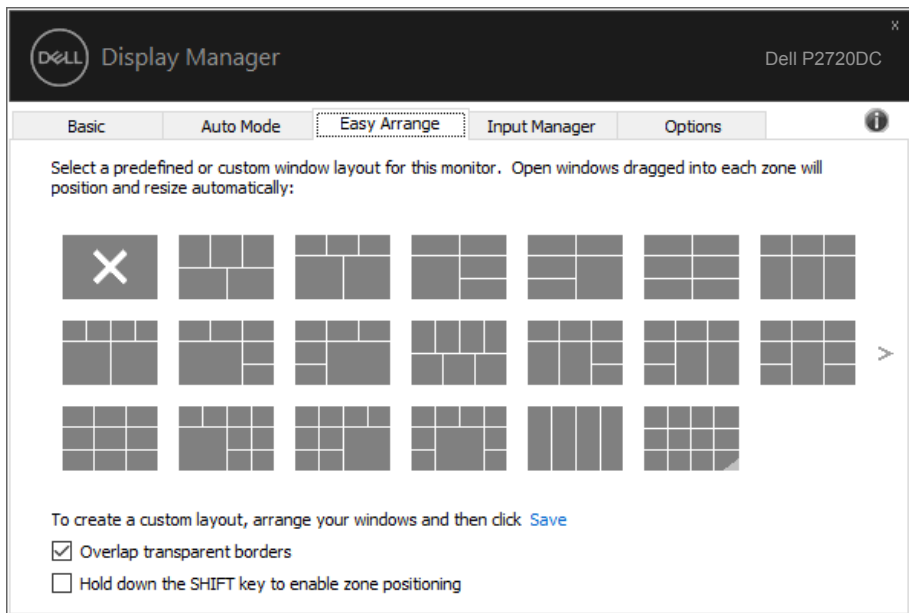 x
DELL Display Manager
Dell P2720DC
Basic Auto Mode Easy Arrange Input Manager Options
Select a predefined or custom window layout for this monitor. Open windows dragged into each zone will
position and resize automatically:
>
To create a custom layout, arrange your windows and then click Save
Overlap transparent borders
Hold down the SHIFT key to enable zone positioning